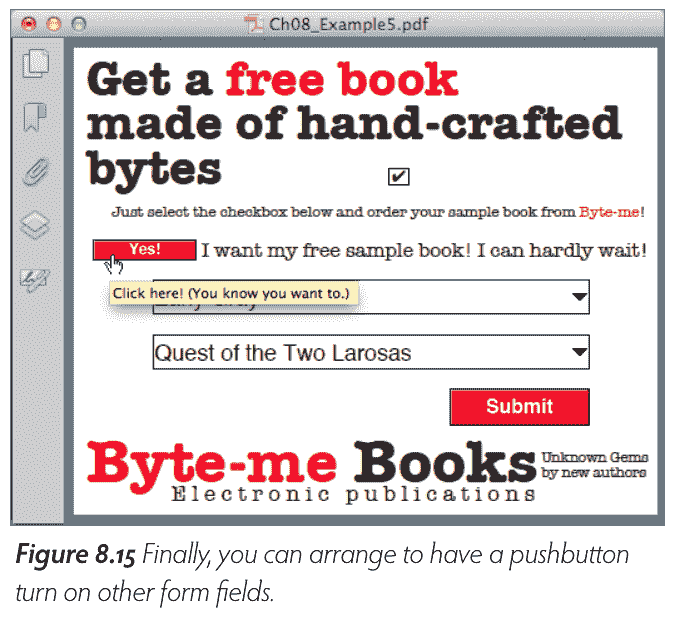 Ch08_Example5.pdf
Get a free book
made of hand-crafted
bytes
Just select the checkbox below and order your sample book from Byte-me!
Yes! I want my free sample book! I can hardly wait!
Click here! (You know you want to.)
Quest of the Two Larosas
Submit
Byte-me Books
Unknown Gems
by new authors
Electronic publications
Figure 8.15 Finally, you can arrange to have a pushbutton
turn on other form fields.